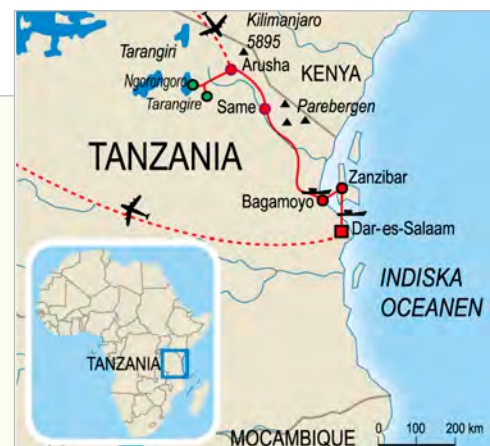 Kilimanjaro
5895
Tarangiri
Arusha
KENYA
Ngorongoro
Tarangire
Same
Parebergen
TANZANIA
Zanzibar
Bagamoyo
Dar-es-Salaam
INDISKA
OCEANEN
TANZANIA
MOCAMBIQUE
0 100 200 km